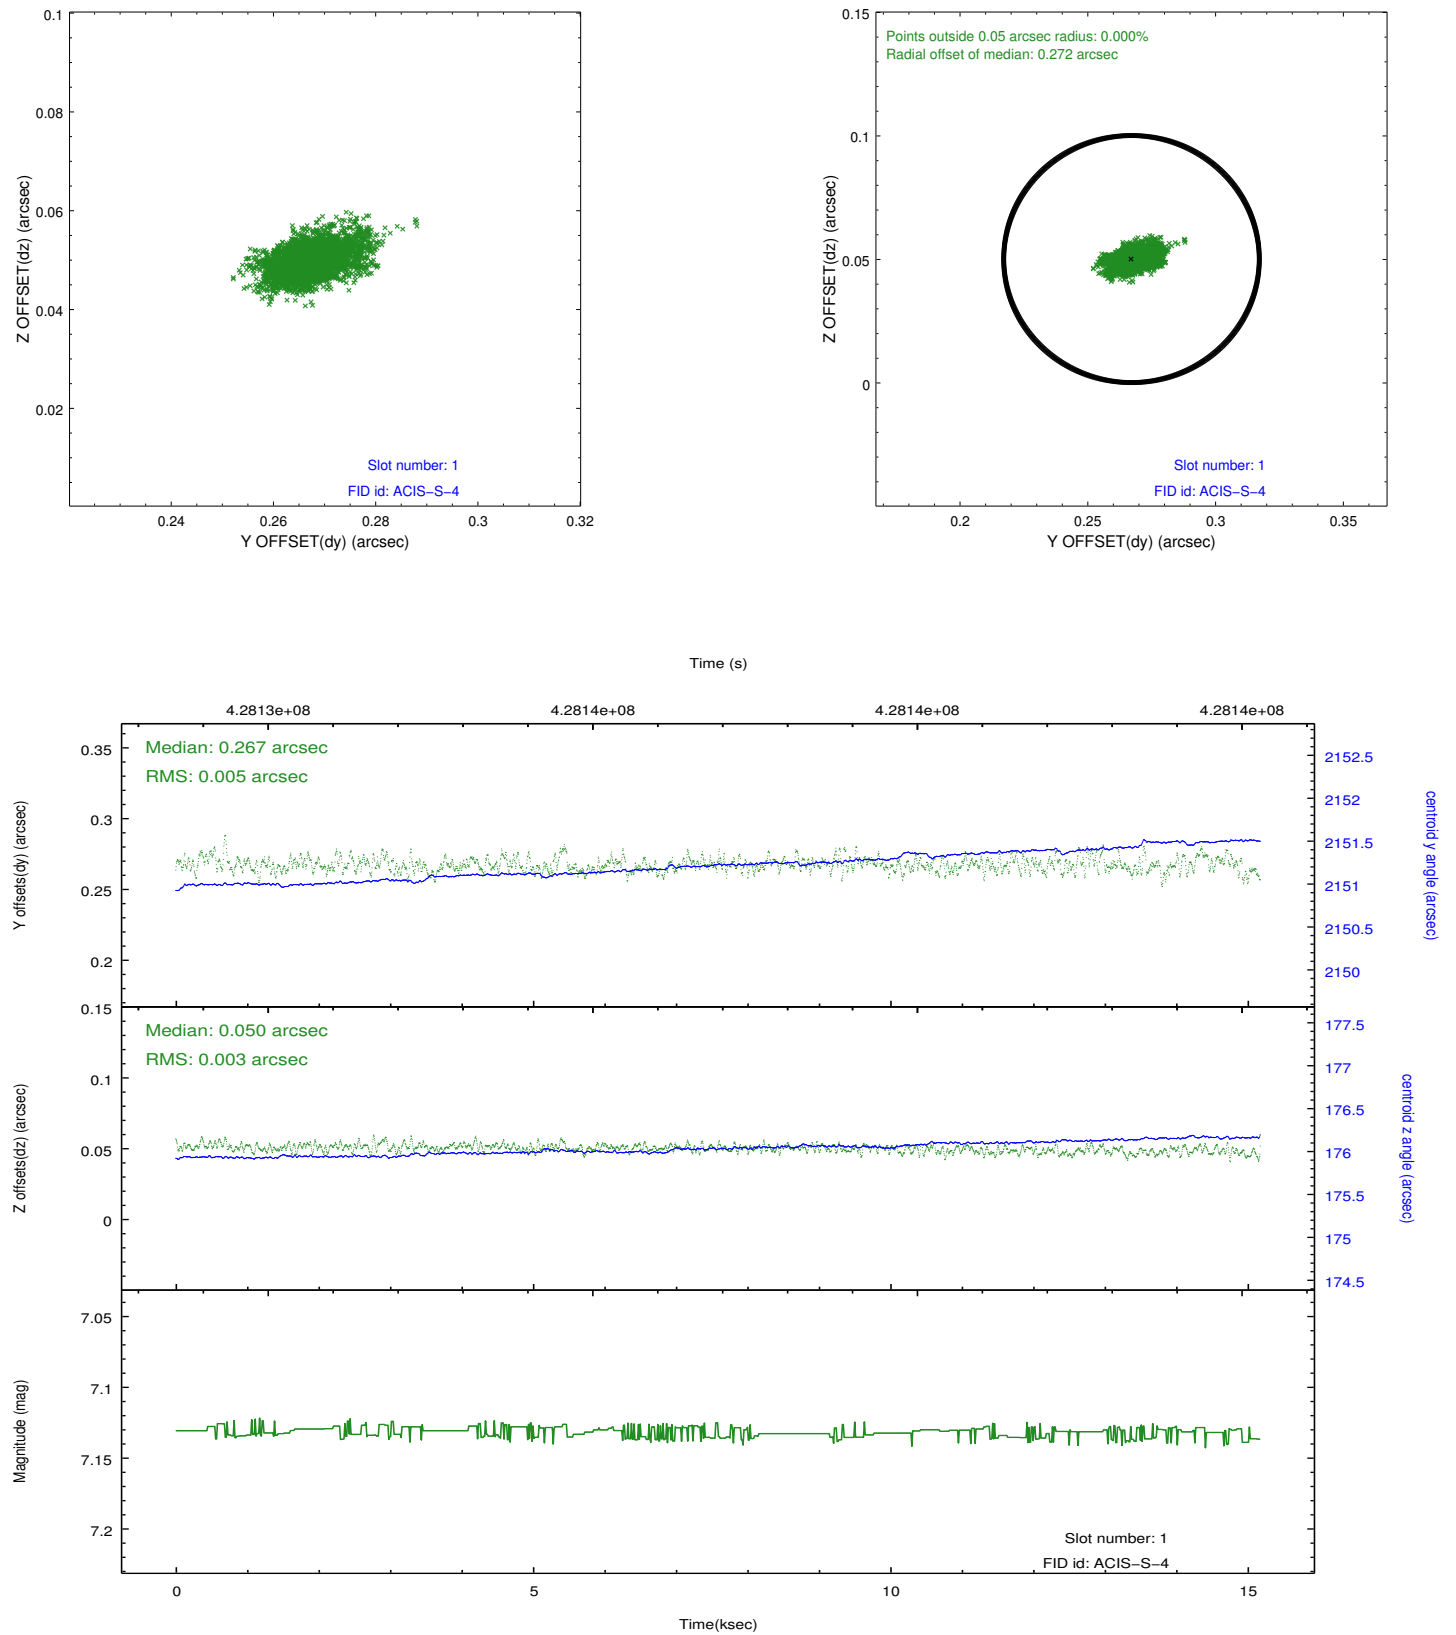 0.1
0.08
0.06
0.04
0.02
Z OFFSET(dz) (arcsec)
Slot number: 1
FID id: ACIS-S-4
0.24 0.26 0.28 0.3 0.32
Y OFFSET(dy) (arcsec)
0.15
0.1
0.05
0
Z OFFSET(dz) (arcsec)
Points outside 0.05 arcsec radius: 0.000%
Radial offset of median: 0.272 arcsec
Slot number: 1
FID id: ACIS-S-4
0.2 0.25 0.3 0.35
Y OFFSET(dy) (arcsec)
Time (s)
4.2813e+08 4.2814e+08 4.2814e+08 4.2814e+08
0.35
0.3
0.25
0.2
Y offsets(dy) (arcsec)
Median: 0.267 arcsec
RMS: 0.005 arcsec
2152.5
2152
2151.5
2151
2150.5
2150
centroid y angle (arcsec)
0.15
0.1
0.05
0
Z offsets(dz) (arcsec)
Median: 0.050 arcsec
RMS: 0.003 arcsec
177.5
177
176.5
176
175.5
175
174.5
centroid z angle (arcsec)
7.05
7.1
7.15
7.2
Magnitude (mag)
Slot number: 1
FID id: ACIS-S-4
0 5 10 15
Time(ksec)